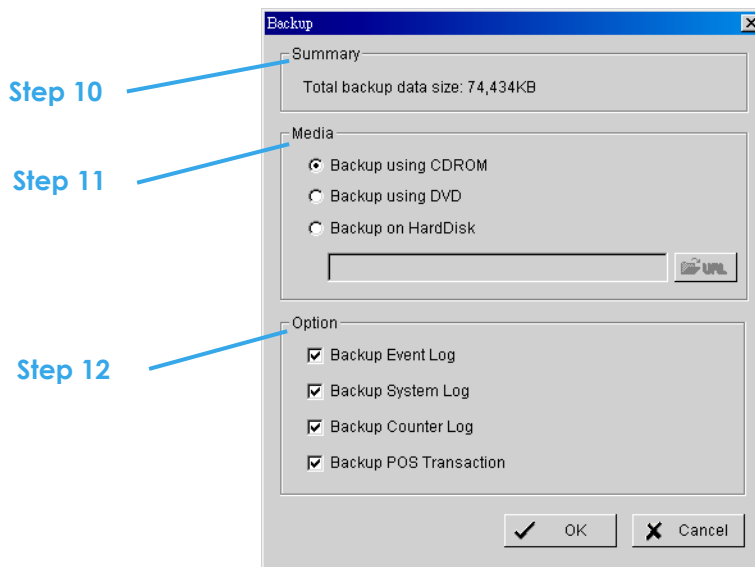 Backup
Summary
Step 10
Total backup data size: 74,434KB
Media
Step 11
Backup using CDROM
Backup using DVD
Backup on HardDisk
URL
Option
Step 12
Backup Event Log
Backup System Log
Backup Counter Log
Backup POS Transaction
OK
Cancel